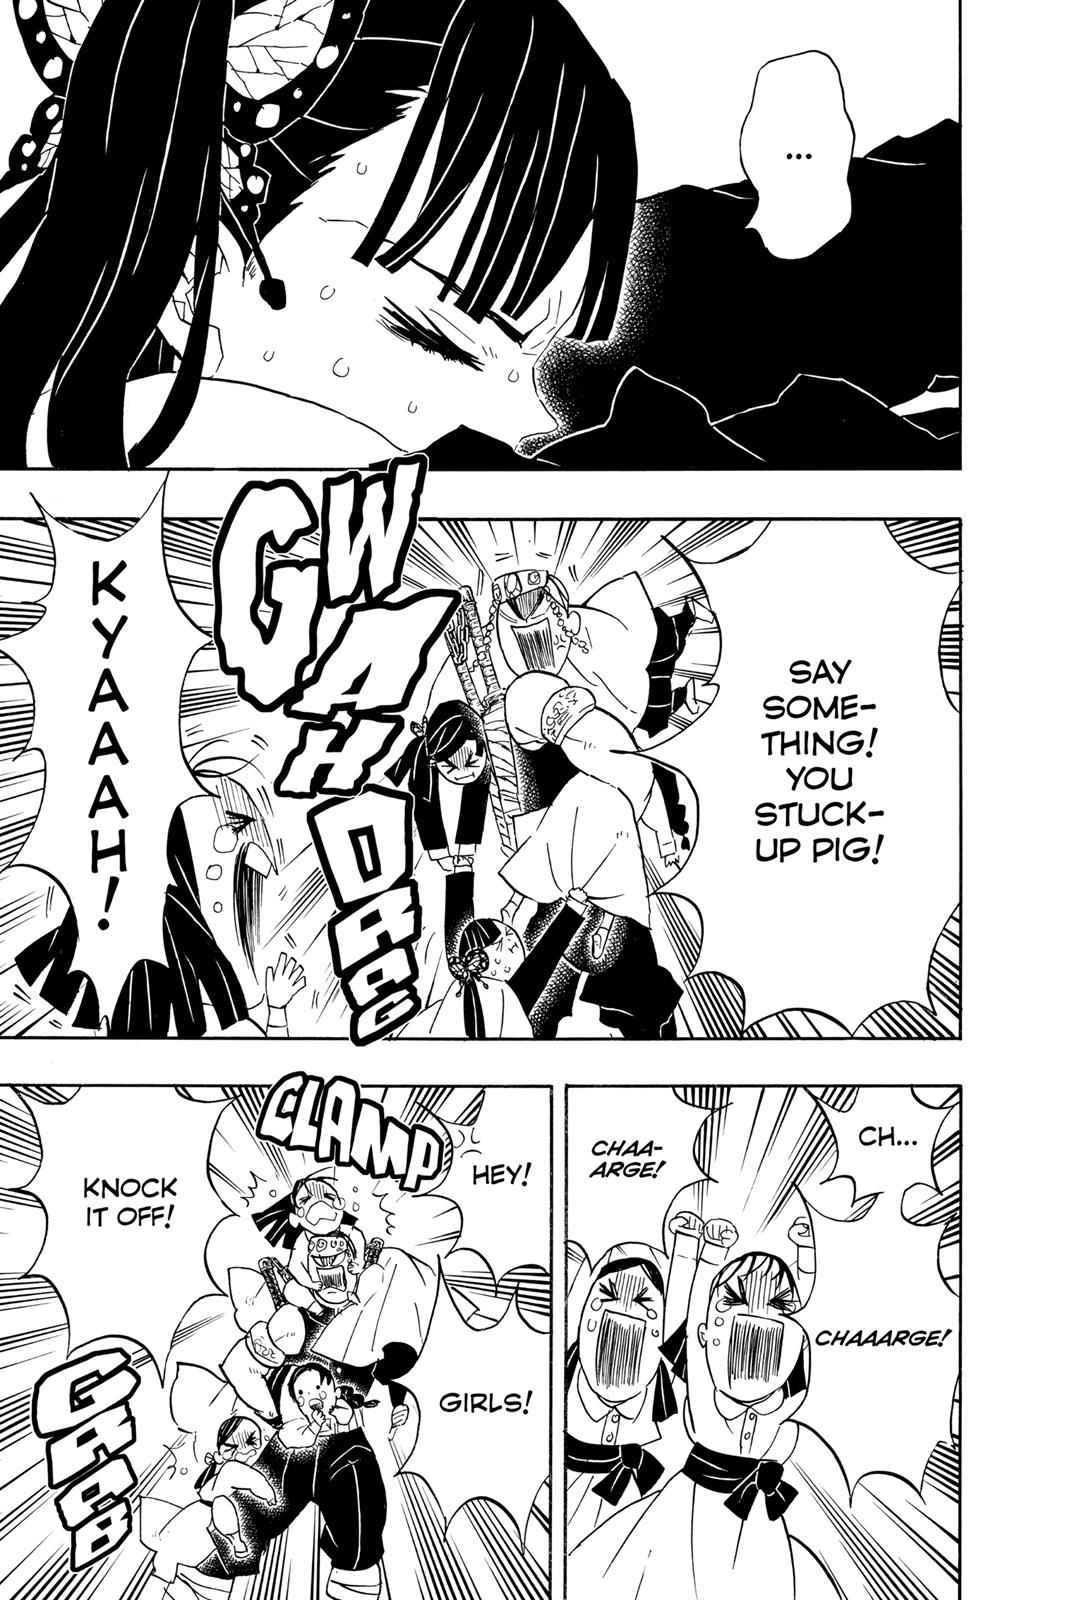 ...
SAY
SOME-
THING!
YOU
STUCK-
UP PIG!
GWAH
DRAG
KYAAAH!
CH...
CHAA-
ARGE!
CHAAARGE!
HEY!
CLAMP
KNOCK
IT OFF!
GIRLS!
GRAB